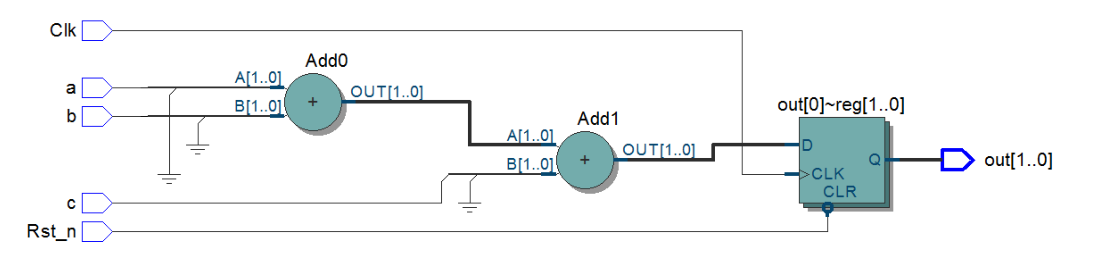 Clk
a
b
c
Rst_n
Add0
A[1..0]
B[1..0]
OUT[1..0]
+
Add1
A[1..0]
B[1..0]
OUT[1..0]
+
out[0]~reg[1..0]
D
CLK
CLR
Q
out[1..0]